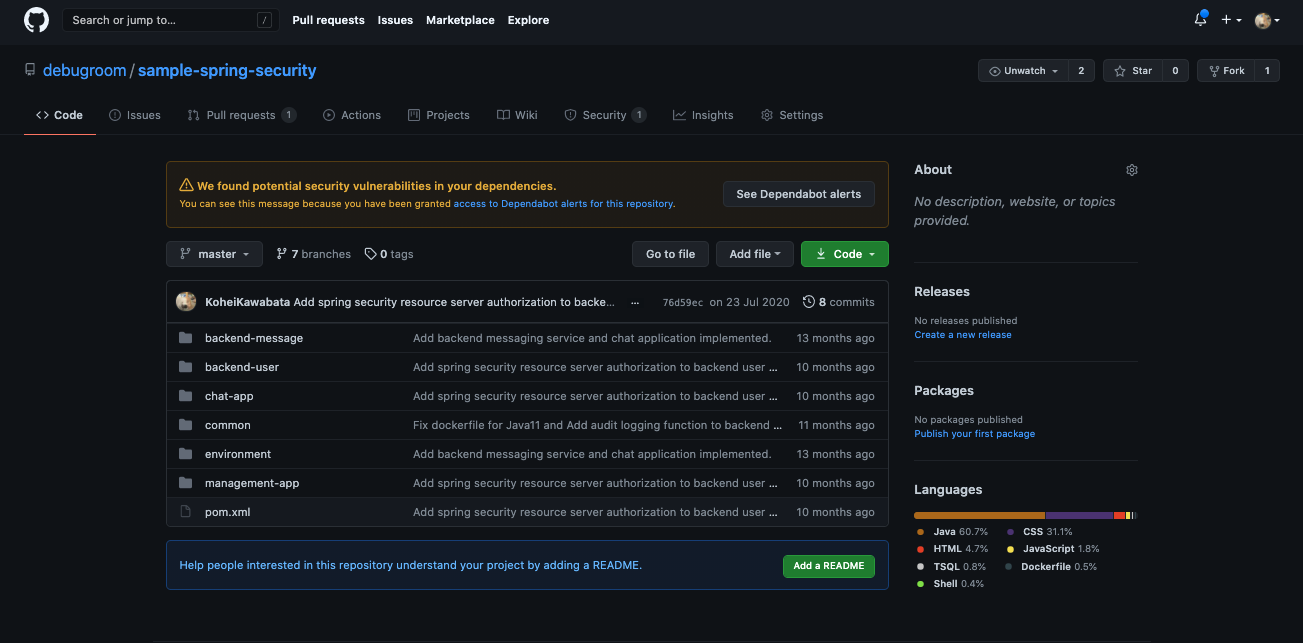 Search or jump to… / Pull requests Issues Marketplace Explore
debugroom / sample-spring-security Unwatch 2 Star 0 Fork 1
Code Issues Pull requests 1 Actions Projects Wiki Security 1 Insights Settings
We found potential security vulnerabilities in your dependencies.
You can see this message because you have been granted access to Dependabot alerts for this repository.
See Dependabot alerts
master 7 branches 0 tags Go to file Add file Code
KoheiKawabata Add spring security resource server authorization to backe… ... 76d59ec on 23 Jul 2020 8 commits
backend-message Add backend messaging service and chat application implemented. 13 months ago
backend-user Add spring security resource server authorization to backend user … 10 months ago
chat-app Add spring security resource server authorization to backend user … 10 months ago
common Fix dockerfile for Java11 and Add audit logging function to backend … 11 months ago
environment Add backend messaging service and chat application implemented. 13 months ago
management-app Add spring security resource server authorization to backend user … 10 months ago
pom.xml Add spring security resource server authorization to backend user … 10 months ago
Help people interested in this repository understand your project by adding a README. Add a README
About
No description, website, or topics
provided.
Releases
No releases published
Create a new release
Packages
No packages published
Publish your first package
Languages
Java 60.7% CSS 31.1%
HTML 4.7% JavaScript 1.8%
TSQL 0.8% Dockerfile 0.5%
Shell 0.4%